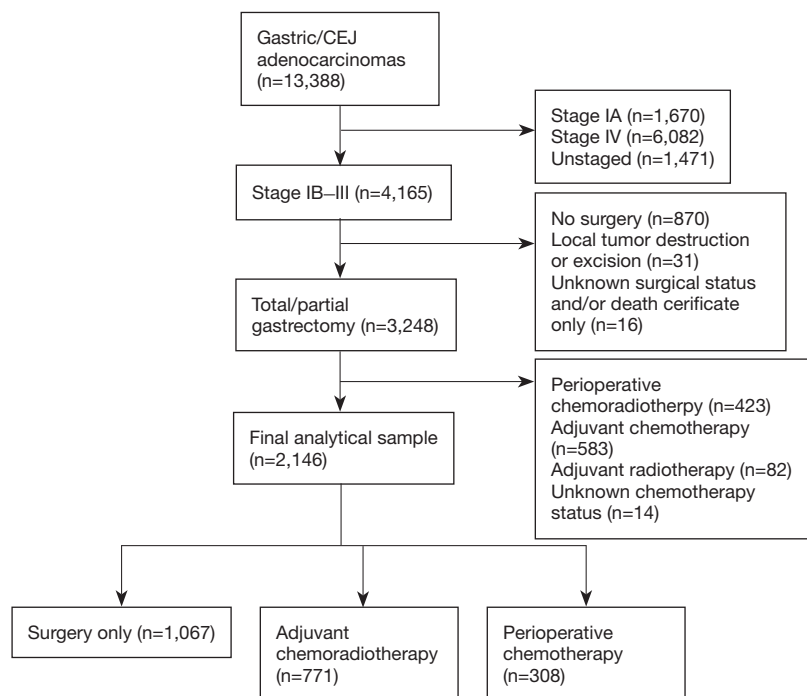 Gastric/CEJ
adenocarcinomas
(n=13,388)
Stage IA (n=1,670)
Stage IV (n=6,082)
Unstaged (n=1,471)
Stage IB–III (n=4,165)
No surgery (n=870)
Local tumor destruction
or excision (n=31)
Unknown surgical status
and/or death cerificate
only (n=16)
Total/partial
gastrectomy (n=3,248)
Perioperative
chemoradiotherpy (n=423)
Adjuvant chemotherapy
(n=583)
Adjuvant radiotherapy (n=82)
Unknown chemotherapy
status (n=14)
Final analytical sample
(n=2,146)
Surgery only (n=1,067)
Adjuvant
chemoradiotherapy
(n=771)
Perioperative
chemotherapy
(n=308)